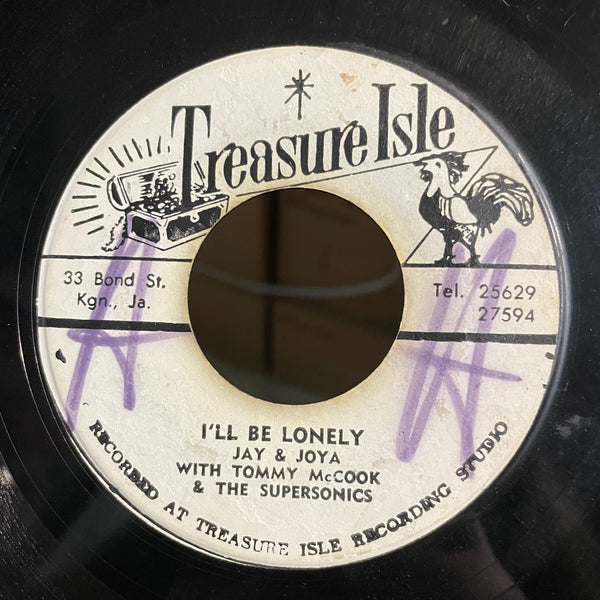 Treasure Isle
33 Bond St.
Kgn., Ja.
Tel. 25629
27594
A
A
I'LL BE LONELY
JAY & JOYA
WITH TOMMY McCOOK
& THE SUPERSONICS
RECORDED AT TREASURE ISLE RECORDING STUDIO